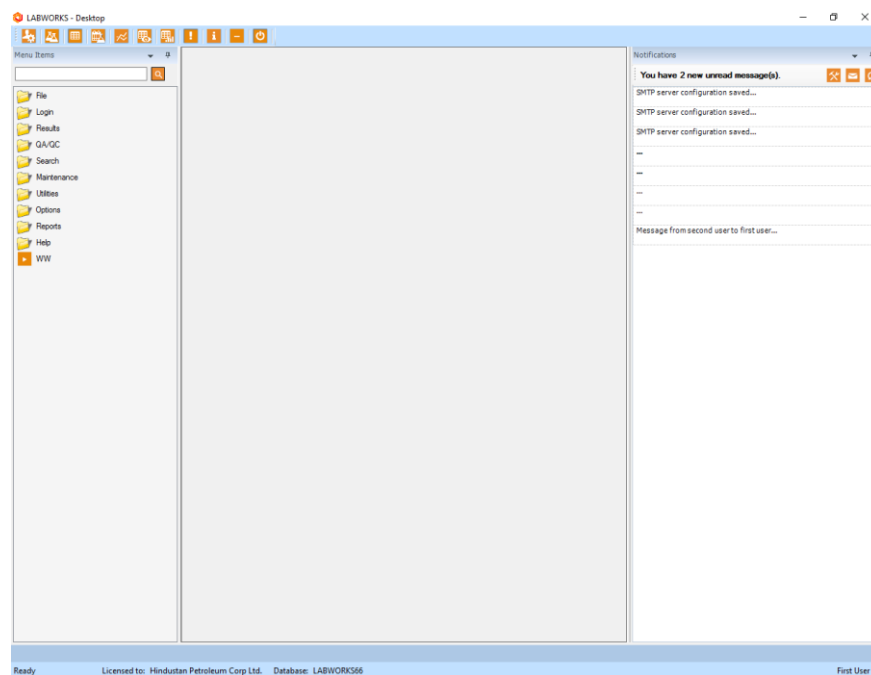 LABWORKS - Desktop
Menu Items
Notifications
You have 2 new unread message(s).
SMTP server configuration saved...
SMTP server configuration saved...
SMTP server configuration saved...
...
...
...
...
Message from second user to first user...
File
Login
Results
QA/QC
Search
Maintenance
Utilities
Options
Reports
Help
WW
Ready
Licensed to: Hindustan Petroleum Corp Ltd.
Database: LABWORKS66
First User